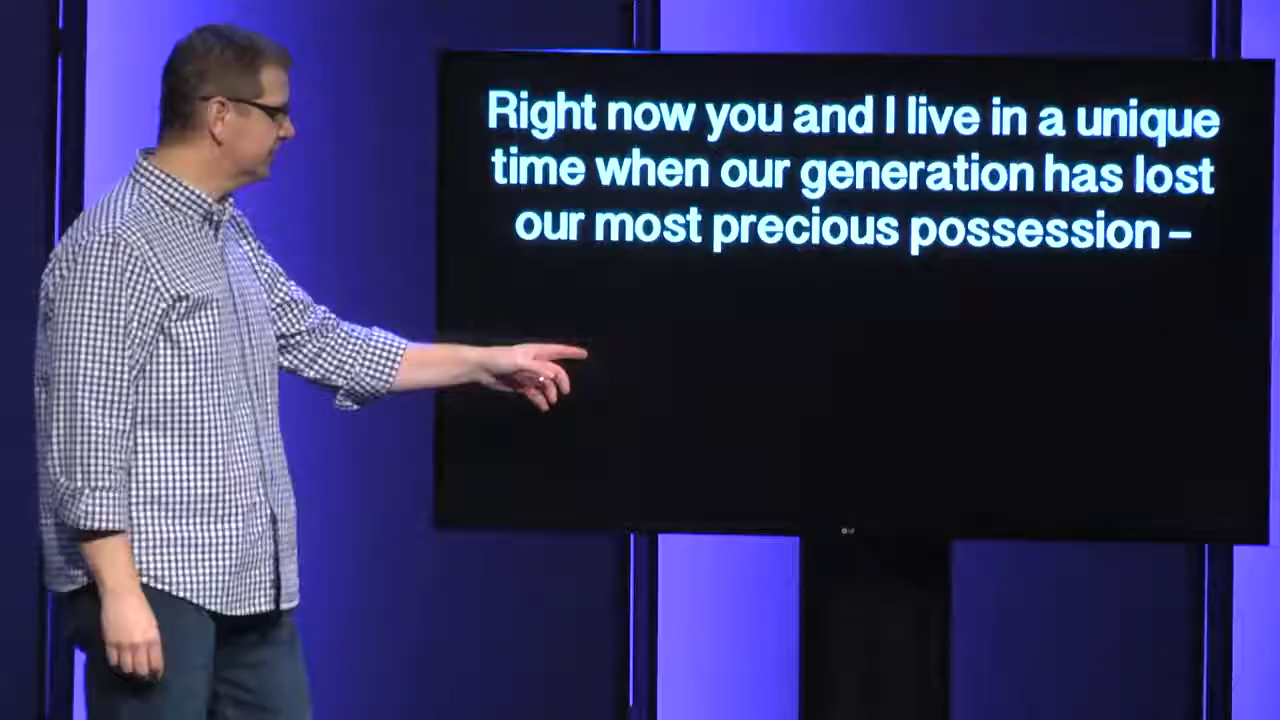 Right now you and I live in a unique
time when our generation has lost
our most precious possession –